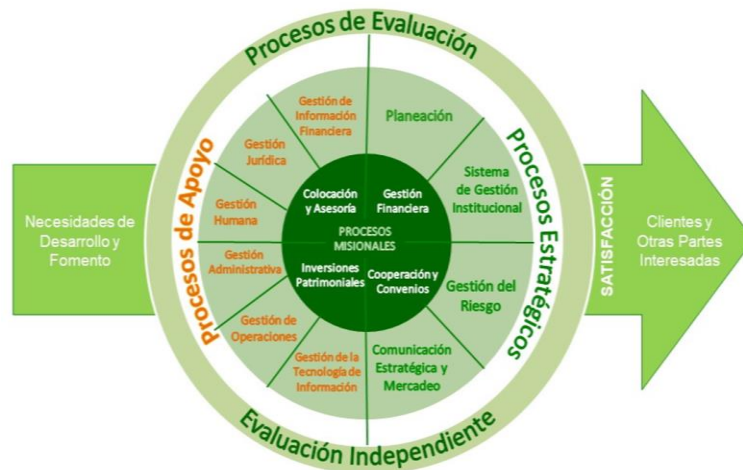 Procesos de Evaluación
Procesos de Apoyo
Procesos Estratégicos
Evaluación Independiente
Necesidades de
Desarrollo y
Fomento
Gestión de
Información
Financiera
Gestión
Jurídica
Gestión
Humana
Gestión
Administrativa
Gestión de
Operaciones
Gestión de la
Tecnología de
Información
Planeación
Sistema
de Gestión
Institucional
Gestión del
Riesgo
Comunicación
Estratégica y
Mercadeo
Colocación
y Asesoría
Gestión
Financiera
PROCESOS
MISIONALES
Inversiones
Patrimoniales
Cooperación y
Convenios
SATISFACCIÓN
Clientes y
Otras Partes
Interesadas